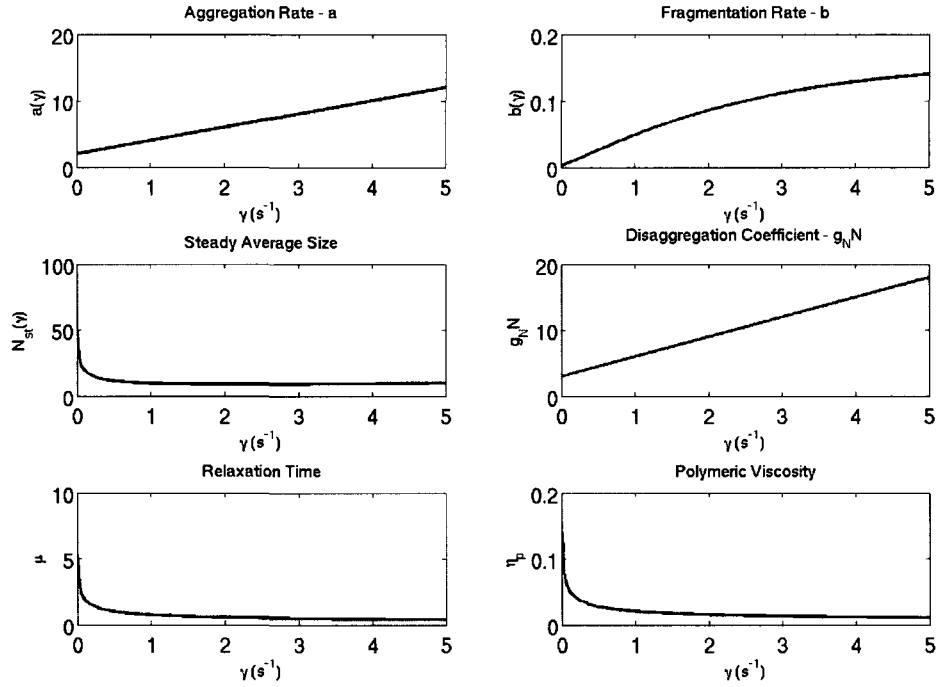 Aggregation Rate - a
20
10
0
a(γ)
0 1 2 3 4 5
γ (s⁻¹)
Fragmentation Rate - b
0.2
0.1
0
b(γ)
0 1 2 3 4 5
γ (s⁻¹)
Steady Average Size
100
50
0
N_st(γ)
0 1 2 3 4 5
γ (s⁻¹)
Disaggregation Coefficient - g_N N
20
10
0
g_N N
0 1 2 3 4 5
γ (s⁻¹)
Relaxation Time
10
5
0
μ
0 1 2 3 4 5
γ (s⁻¹)
Polymeric Viscosity
0.2
0.1
0
η_p
0 1 2 3 4 5
γ (s⁻¹)